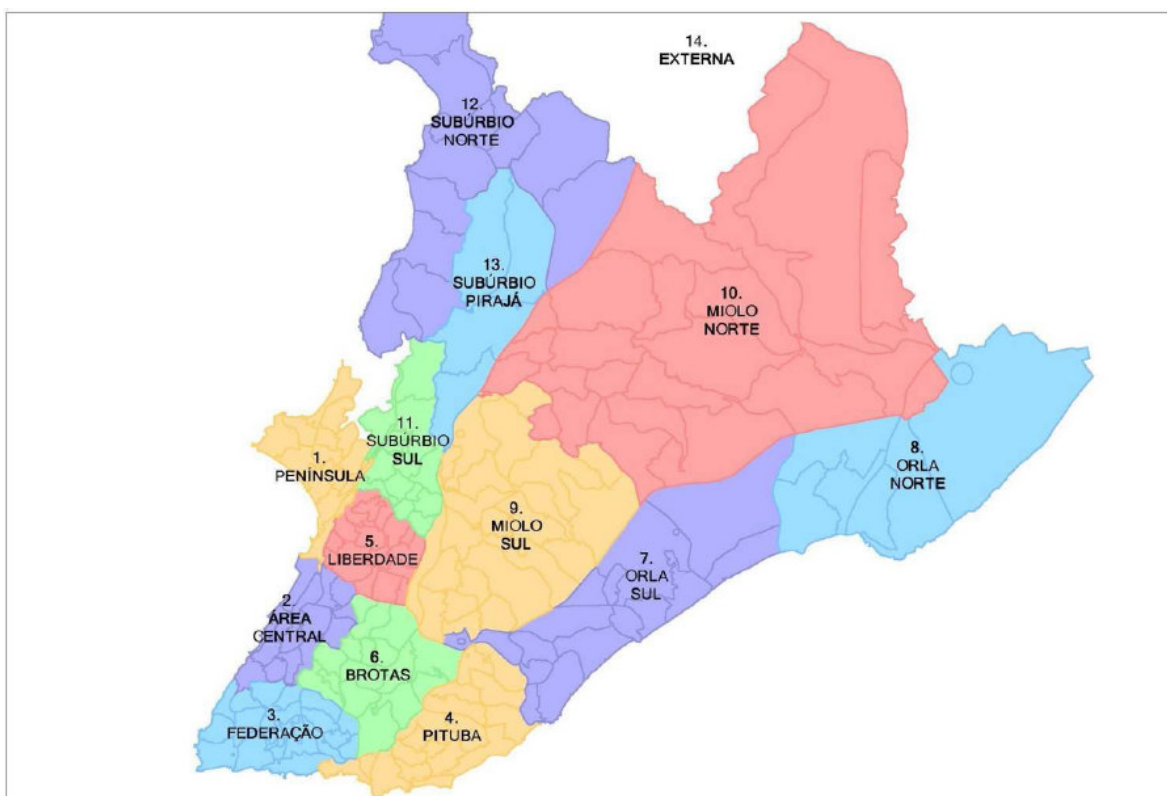 14.
EXTERNA
12.
SUBÚRBIO
NORTE
13.
SUBÚRBIO
PIRAJÁ
10.
MIOLO
NORTE
11.
SUBÚRBIO
SUL
1.
PENÍNSULA
8.
ORLA
NORTE
9.
MIOLO
SUL
5.
LIBERDADE
7.
ORLA
SUL
2.
ÁREA
CENTRAL
6.
BROTAS
3.
FEDERAÇÃO
4.
PITUBA